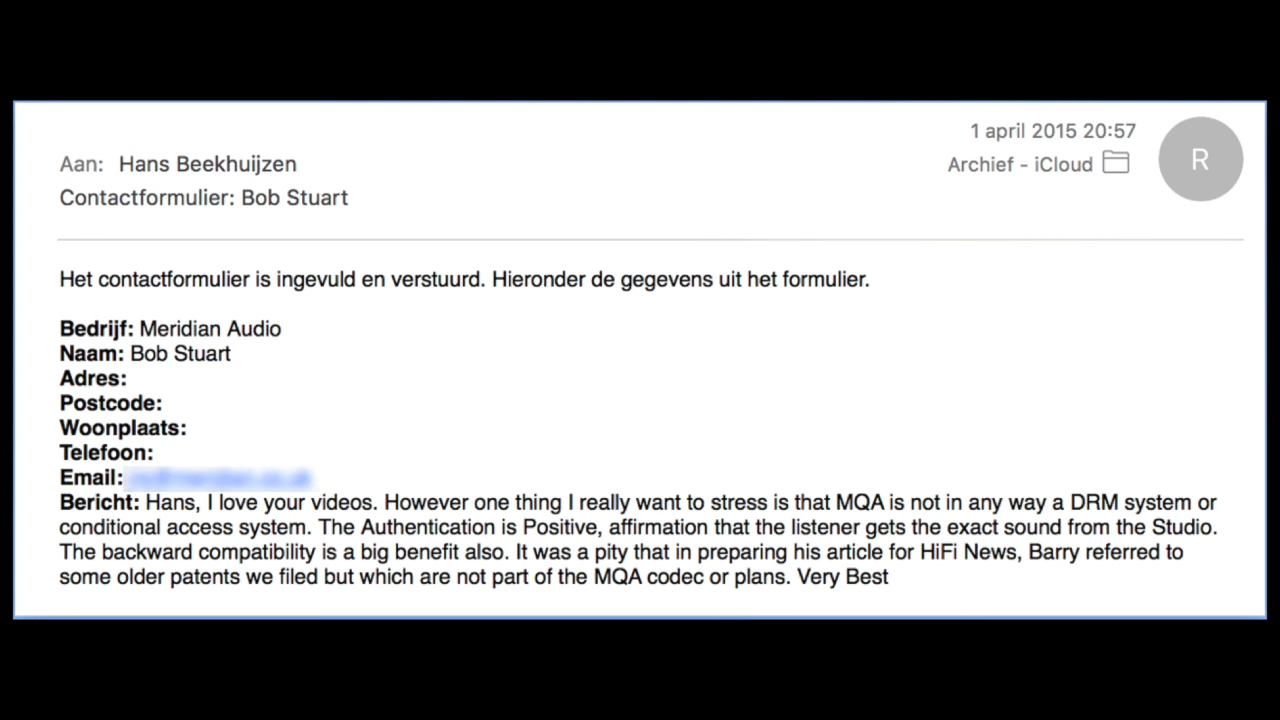 1 april 2015 20:57
Aan: Hans Beekhuijzen
Archief - iCloud
R
Contactformulier: Bob Stuart
Het contactformulier is ingevuld en verstuurd. Hieronder de gegevens uit het formulier.
Bedrijf: Meridian Audio
Naam: Bob Stuart
Adres:
Postcode:
Woonplaats:
Telefoon:
Email:
Bericht: Hans, I love your videos. However one thing I really want to stress is that MQA is not in any way a DRM system or
conditional access system. The Authentication is Positive, affirmation that the listener gets the exact sound from the Studio.
The backward compatibility is a big benefit also. It was a pity that in preparing his article for HiFi News, Barry referred to
some older patents we filed but which are not part of the MQA codec or plans. Very Best